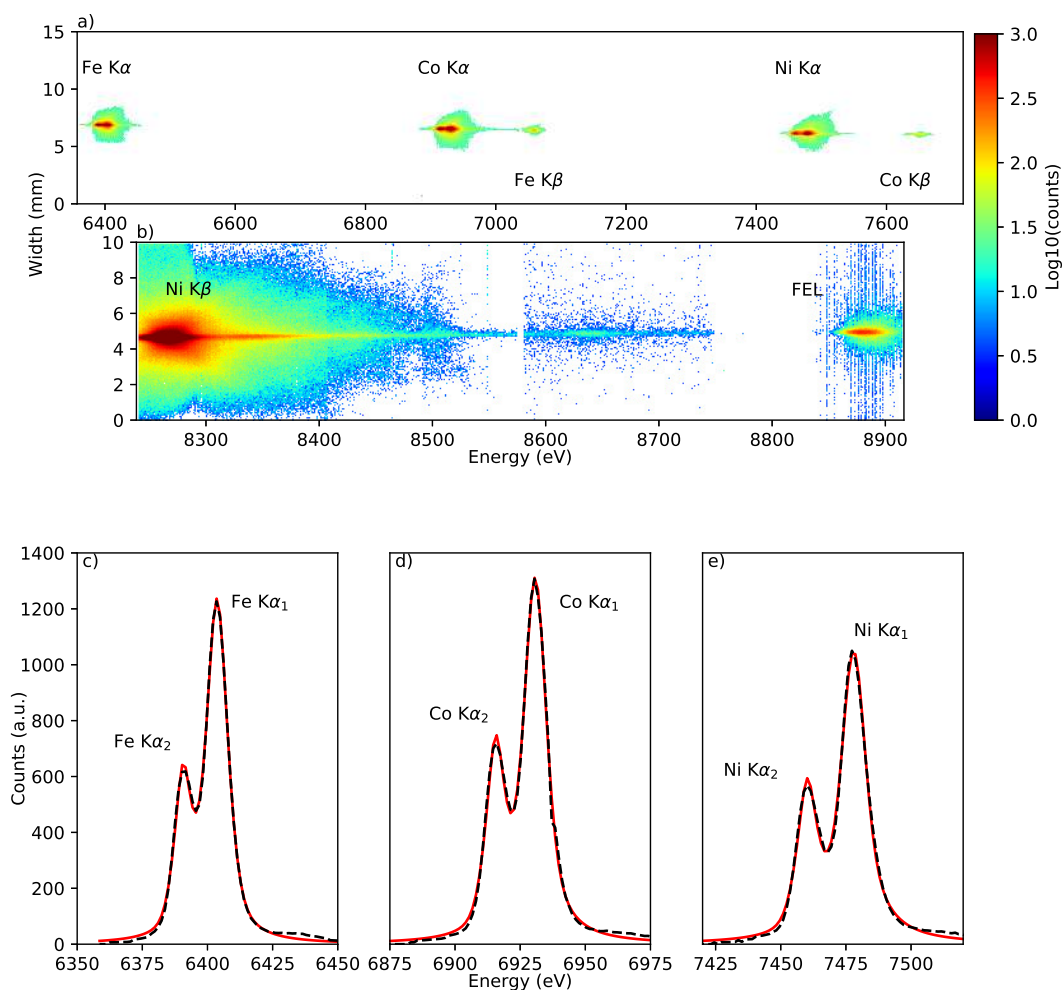 a)
15
10
5
0
Fe Kα
Co Kα
Ni Kα
Fe Kβ
Co Kβ
6400 6600 6800 7000 7200 7400 7600
Width (mm)
b)
10
8
6
4
2
0
Ni Kβ
FEL
8300 8400 8500 8600 8700 8800 8900
Energy (eV)
3.0
2.5
2.0
1.5
1.0
0.5
0.0
Log10(counts)
1400
1200
1000
800
600
400
200
0
Counts (a.u.)
c)
Fe Kα₁
Fe Kα₂
6350 6375 6400 6425 6450
d)
Co Kα₁
Co Kα₂
6875 6900 6925 6950 6975
e)
Ni Kα₁
Ni Kα₂
7425 7450 7475 7500
Energy (eV)